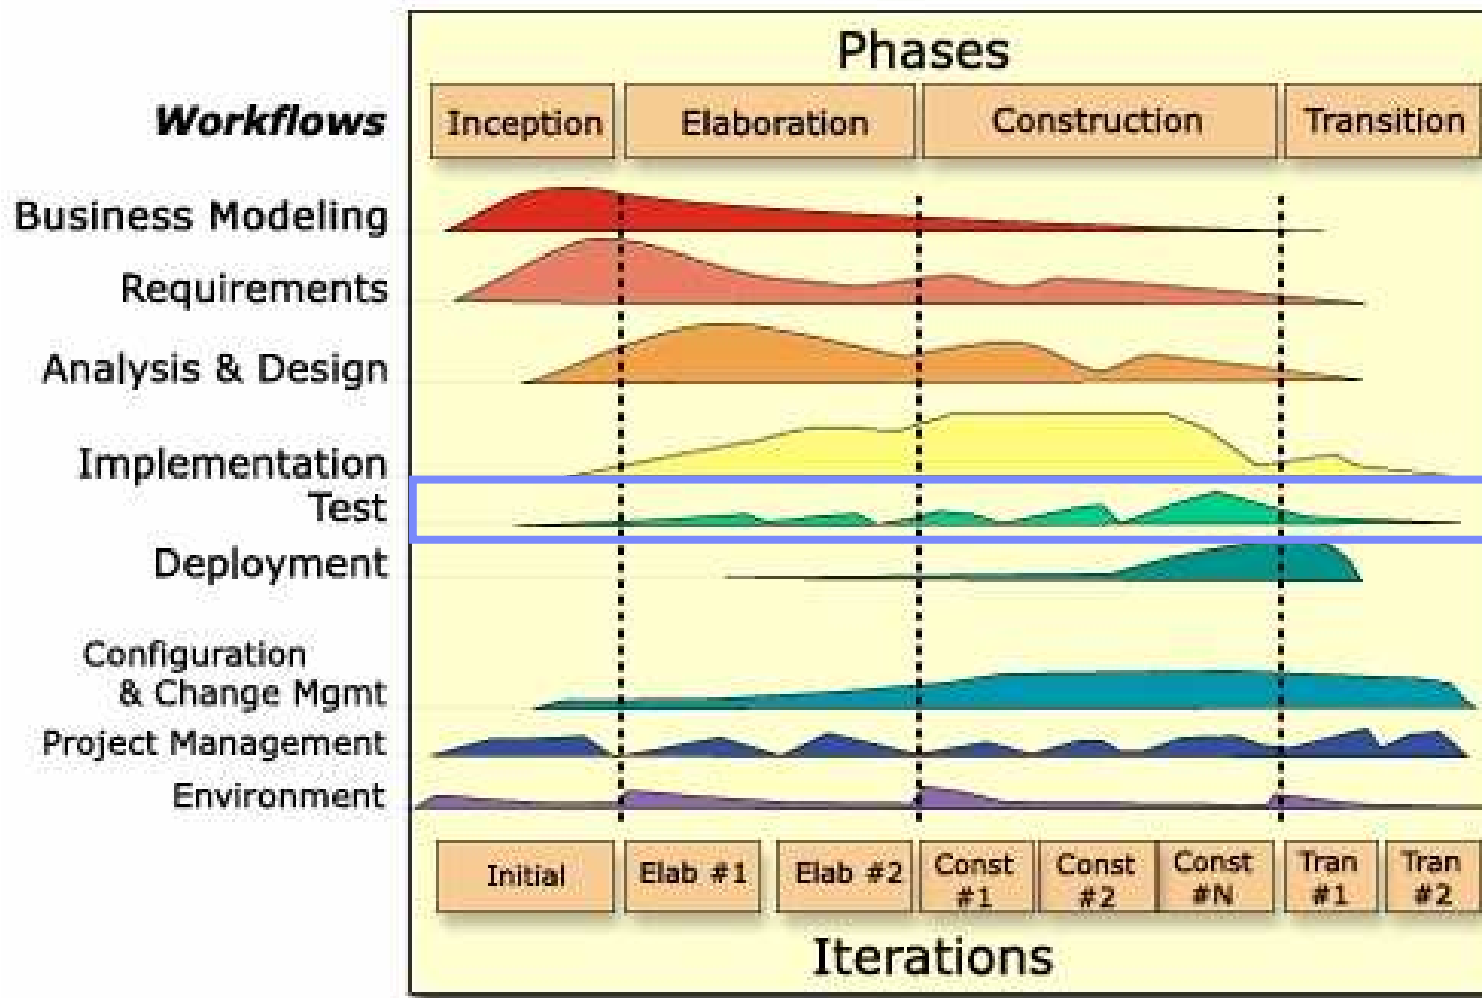 Phases
Workflows Inception Elaboration Construction Transition
Business Modeling
Requirements
Analysis & Design
Implementation
Test
Deployment
Configuration
& Change Mgmt
Project Management
Environment
Initial Elab #1 Elab #2 Const #1 Const #2 Const #N Tran #1 Tran #2
Iterations